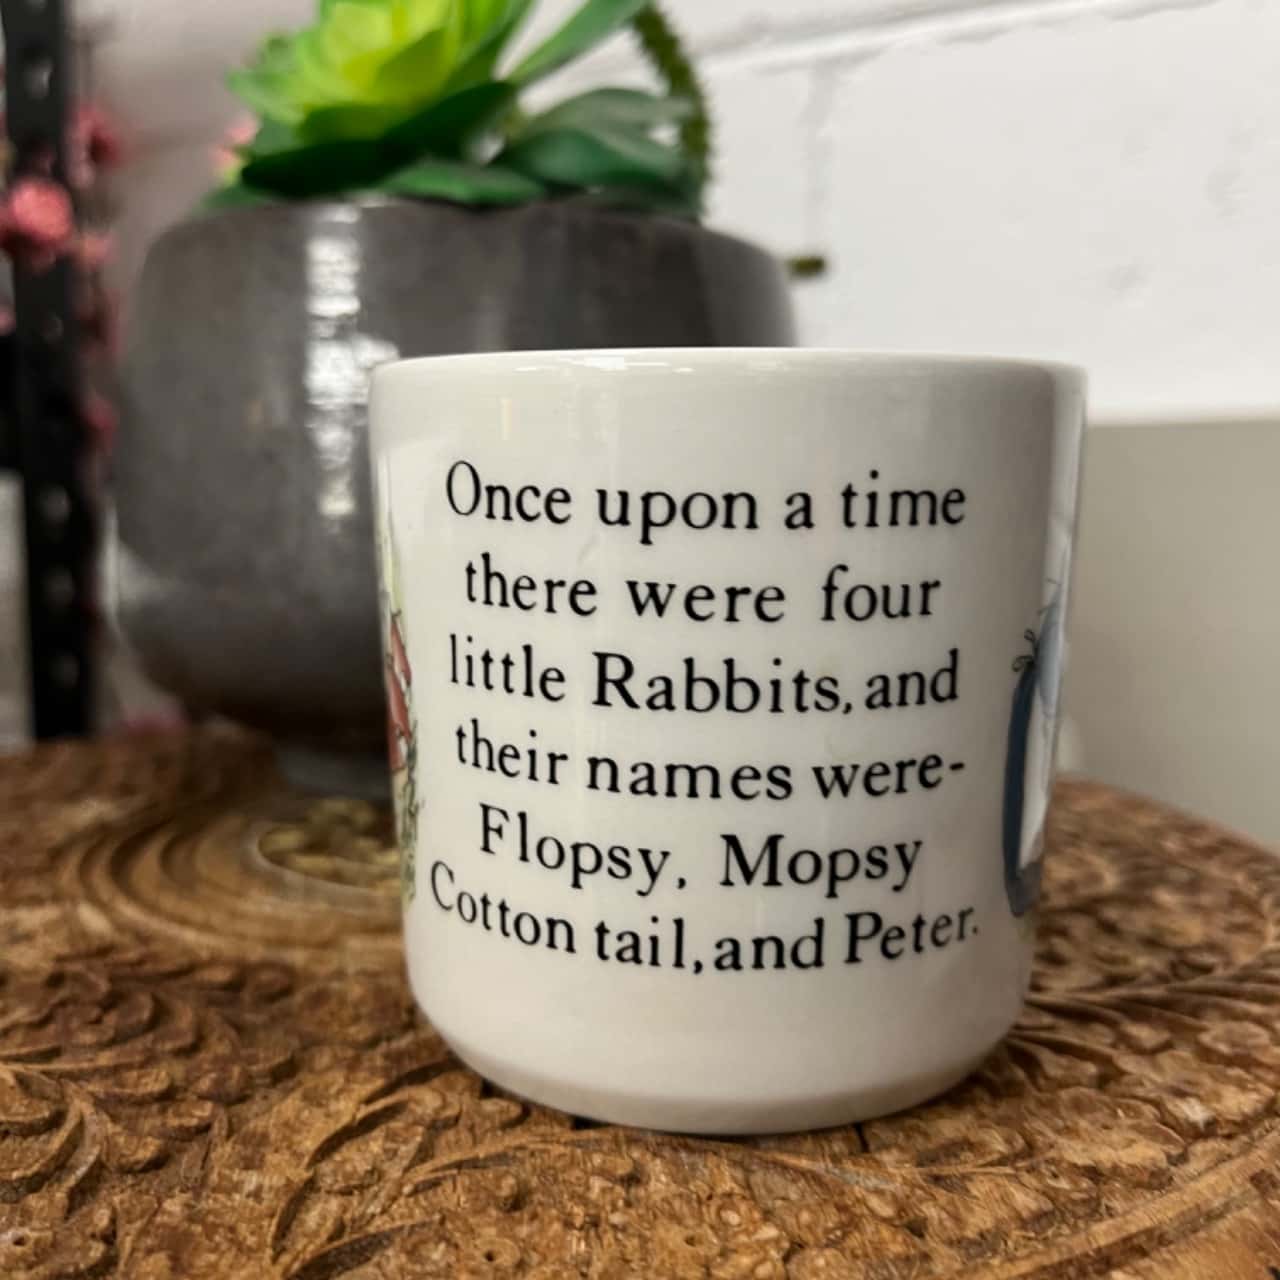 Once upon a time
there were four
little Rabbits, and
their names were-
Flopsy, Mopsy
Cotton tail, and Peter.